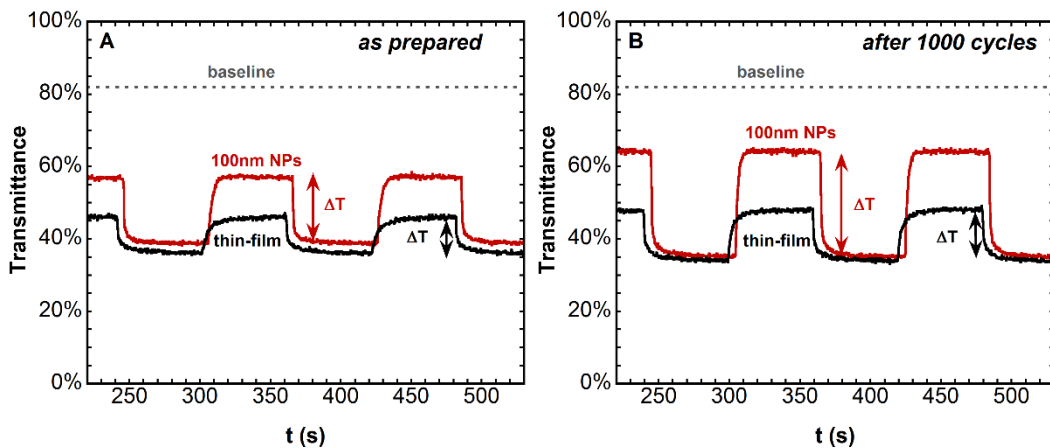 A
as prepared
baseline
100nm NPs
ΔT
thin-film
ΔT
Transmittance
100%
80%
60%
40%
20%
0%
250
300
350
400
450
500
t (s)
B
after 1000 cycles
baseline
100nm NPs
ΔT
thin-film
ΔT
Transmittance
100%
80%
60%
40%
20%
0%
250
300
350
400
450
500
t (s)